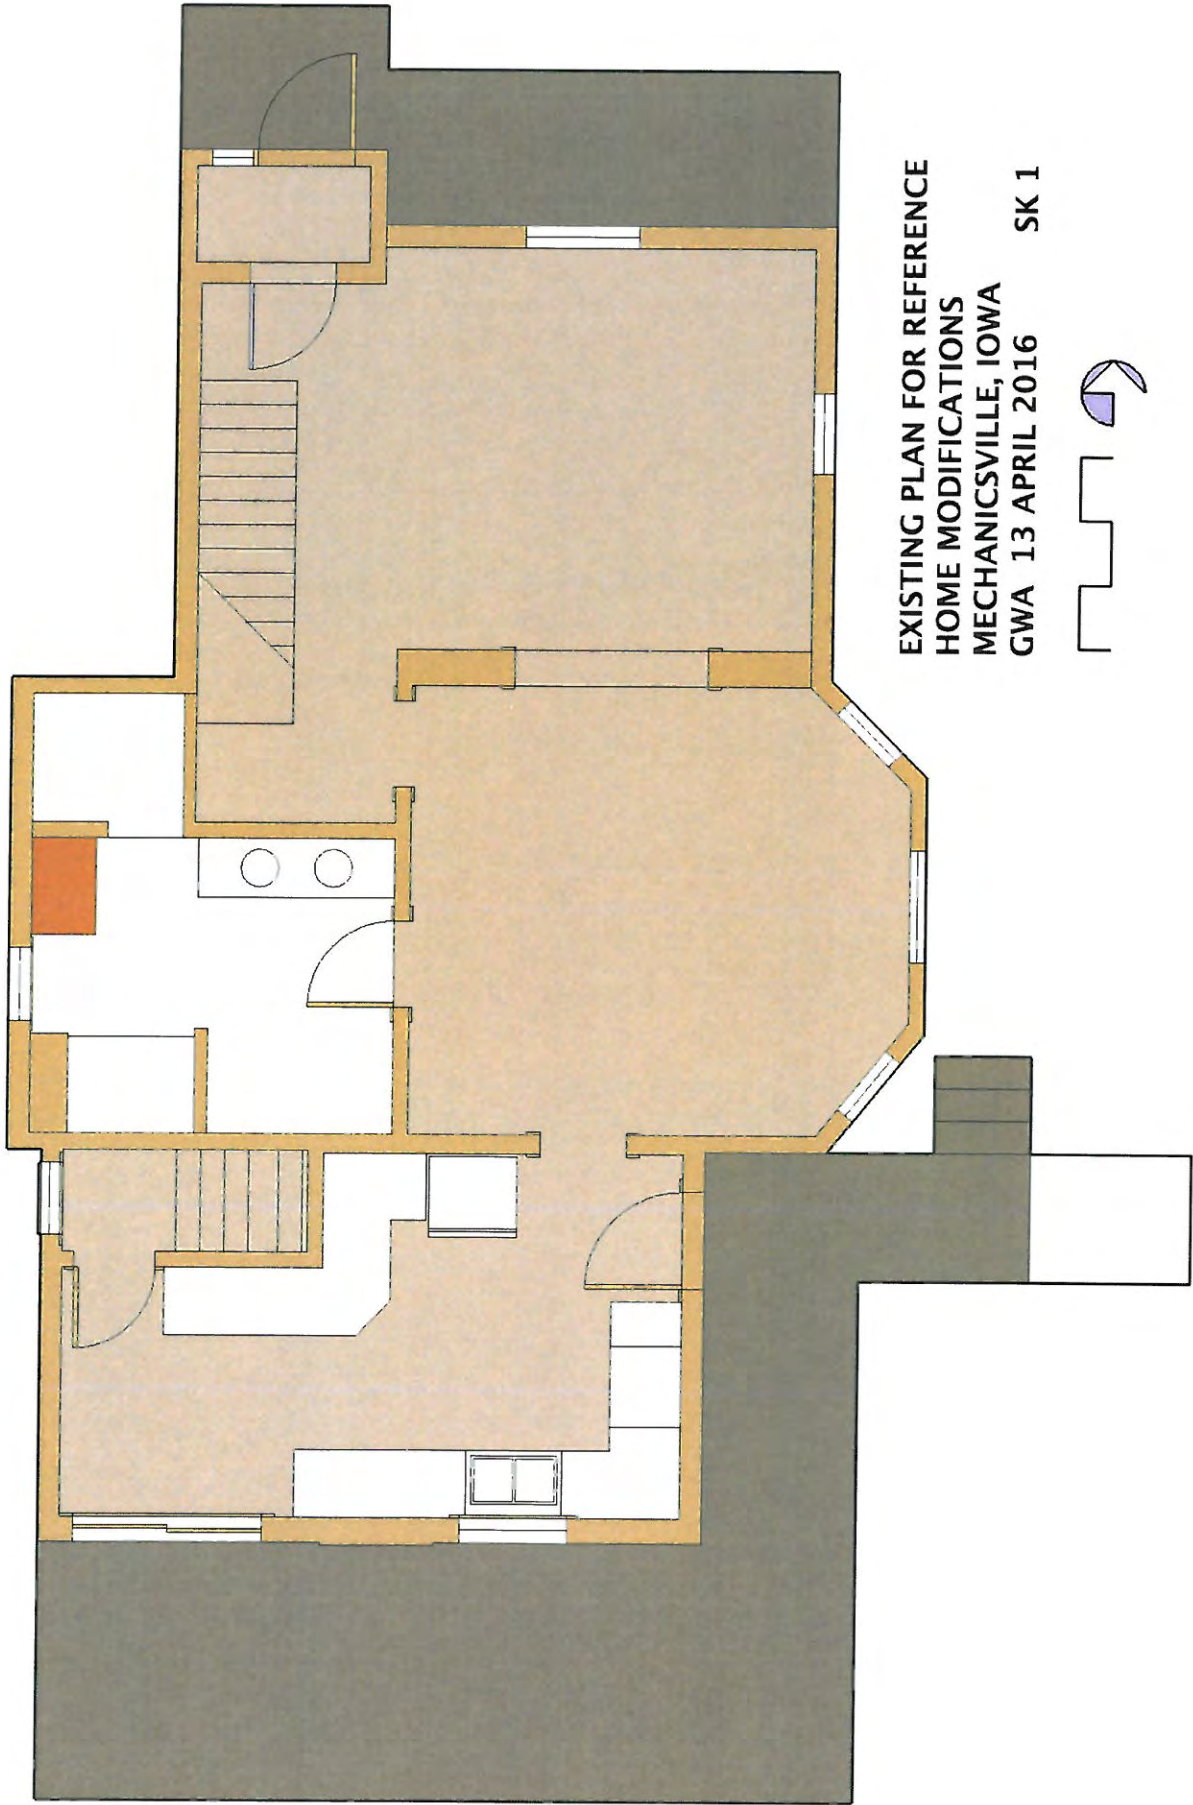 EXISTING PLAN FOR REFERENCE
HOME MODIFICATIONS
MECHANICSVILLE, IOWA
GWA 13 APRIL 2016 SK 1